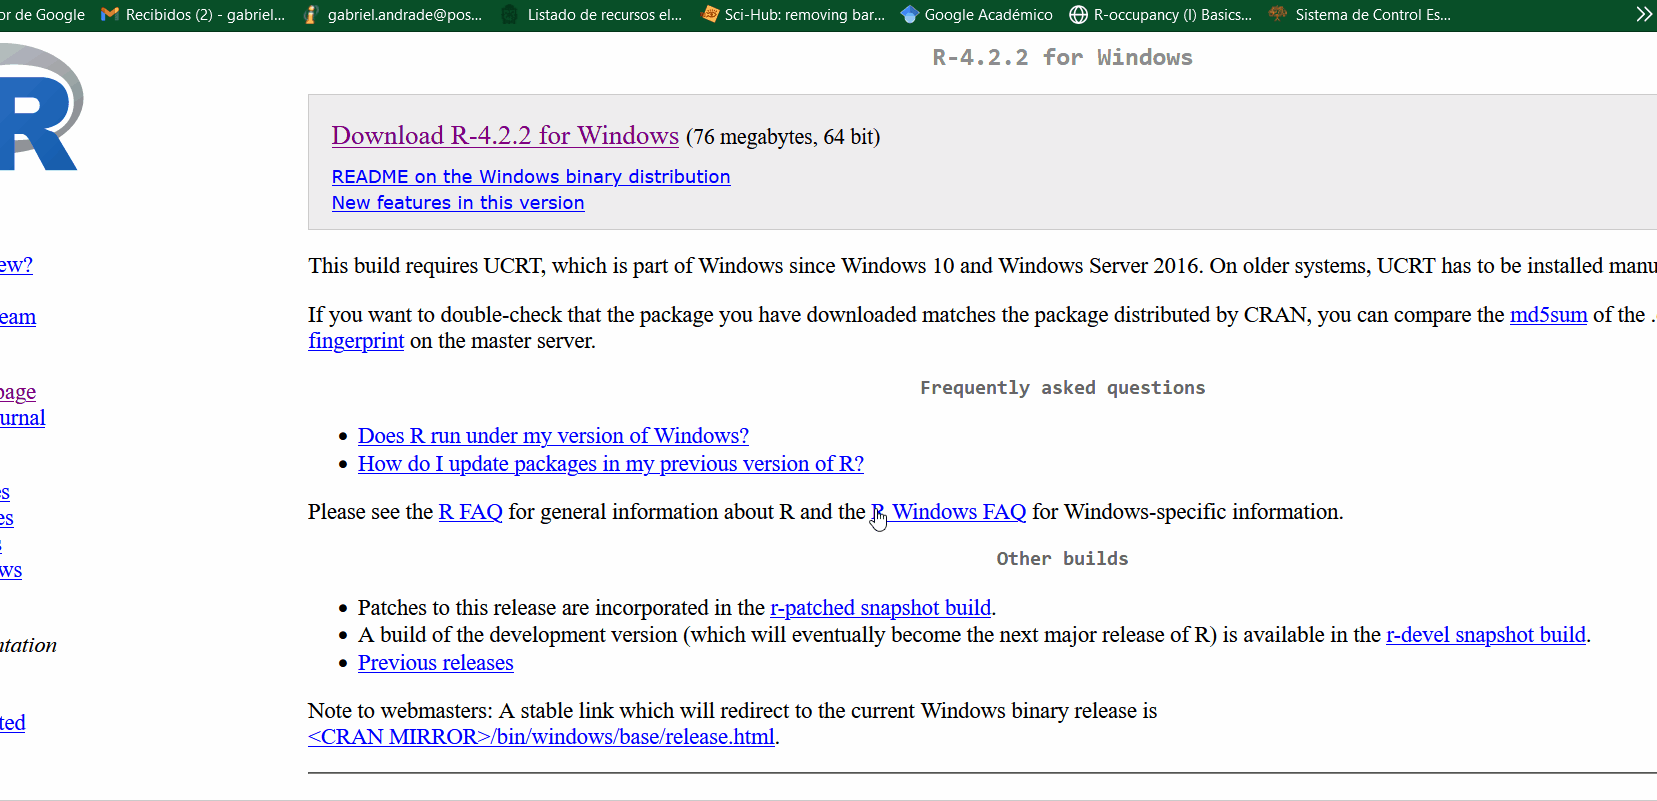 or de Google Recibidos (2) - gabriel... gabriel.andrade@pos... Listado de recursos el... Sci-Hub: removing bar... Google Académico R-occupancy (I) Basics... Sistema de Control Es...
R-4.2.2 for Windows
R
Download R-4.2.2 for Windows (76 megabytes, 64 bit)
README on the Windows binary distribution
New features in this version
ew?
This build requires UCRT, which is part of Windows since Windows 10 and Windows Server 2016. On older systems, UCRT has to be installed manu
eam
If you want to double-check that the package you have downloaded matches the package distributed by CRAN, you can compare the md5sum of the .
fingerprint on the master server.
page
urnal
Frequently asked questions
Does R run under my version of Windows?
How do I update packages in my previous version of R?
es
es
s
ws
Please see the R FAQ for general information about R and the R Windows FAQ for Windows-specific information.
Other builds
Patches to this release are incorporated in the r-patched snapshot build.
A build of the development version (which will eventually become the next major release of R) is available in the r-devel snapshot build.
Previous releases
ntation
ted
Note to webmasters: A stable link which will redirect to the current Windows binary release is
<CRAN MIRROR>/bin/windows/base/release.html.